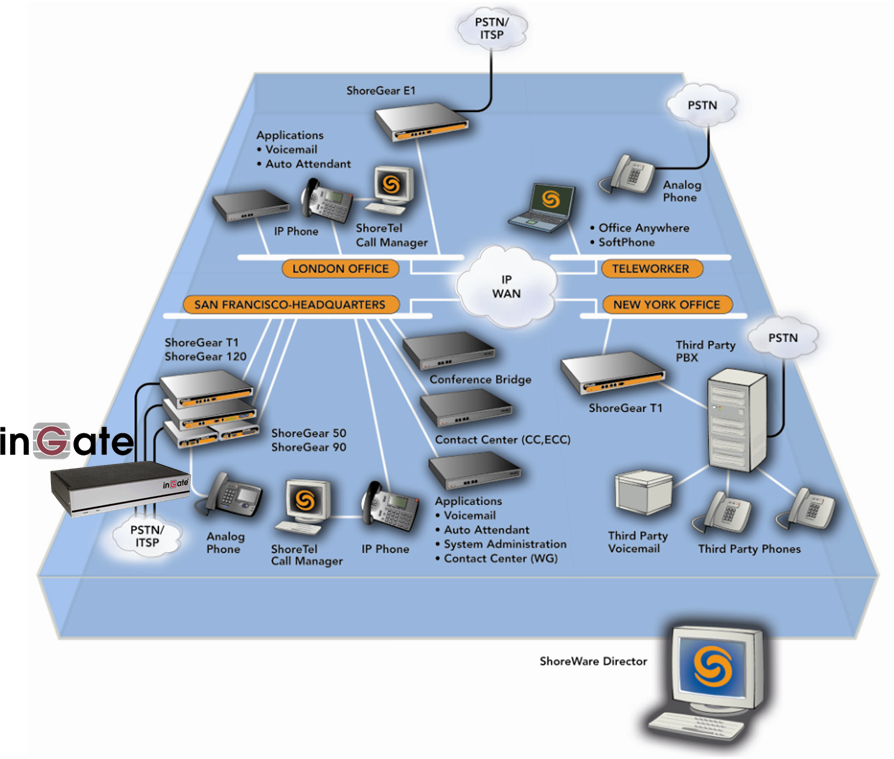 PSTN/
ITSP
ShoreGear E1
PSTN
Applications
• Voicemail
• Auto Attendant
Analog
Phone
IP Phone
ShoreTel
Call Manager
• Office Anywhere
• SoftPhone
LONDON OFFICE
IP
WAN
TELEWORKER
SAN FRANCISCO-HEADQUARTERS
NEW YORK OFFICE
ShoreGear T1
ShoreGear 120
Third Party
PBX
PSTN
Conference Bridge
ShoreGear T1
inGate
ShoreGear 50
ShoreGear 90
Contact Center (CC,ECC)
inGate
PSTN/
ITSP
Analog
Phone
ShoreTel
Call Manager
IP Phone
Applications
• Voicemail
• Auto Attendant
• System Administration
• Contact Center (WG)
Third Party
Voicemail
Third Party Phones
ShoreWare Director